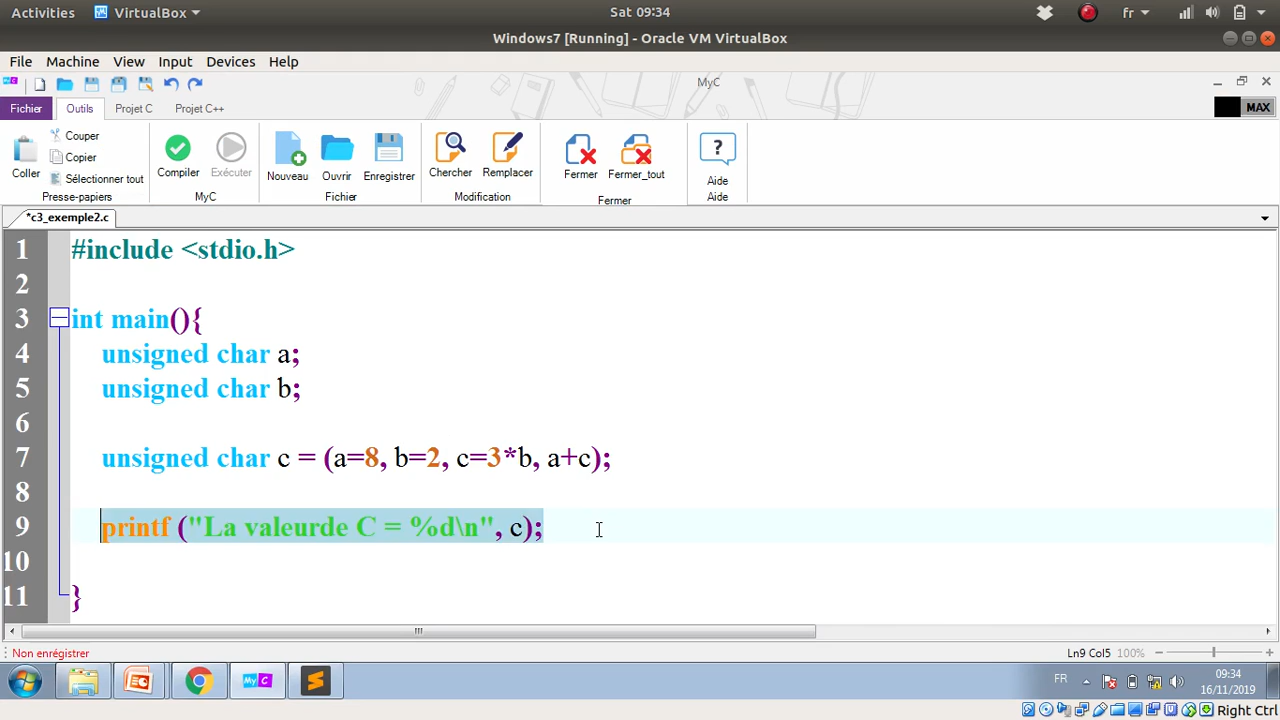 Activities VirtualBox Sat 09:34 fr
Windows7 [Running] - Oracle VM VirtualBox
File Machine View Input Devices Help
MyC
Fichier Outils Projet C Projet C++ MAX
Coller Couper Copier Sélectionner tout Compiler Exécuter Nouveau Ouvrir Enregistrer Chercher Remplacer Fermer Fermer_tout ? Aide
Presse-papiers MyC Fichier Modification Fermer Aide
*c3_exemple2.c
1 #include <stdio.h>
2
3 int main(){
4 unsigned char a;
5 unsigned char b;
6
7 unsigned char c = (a=8, b=2, c=3*b, a+c);
8
9 printf ("La valeurde C = %d\n", c);
10
11 }
Non enrégistrer Ln9 Col5 100%
MyC FR 09:34
16/11/2019
Right Ctrl